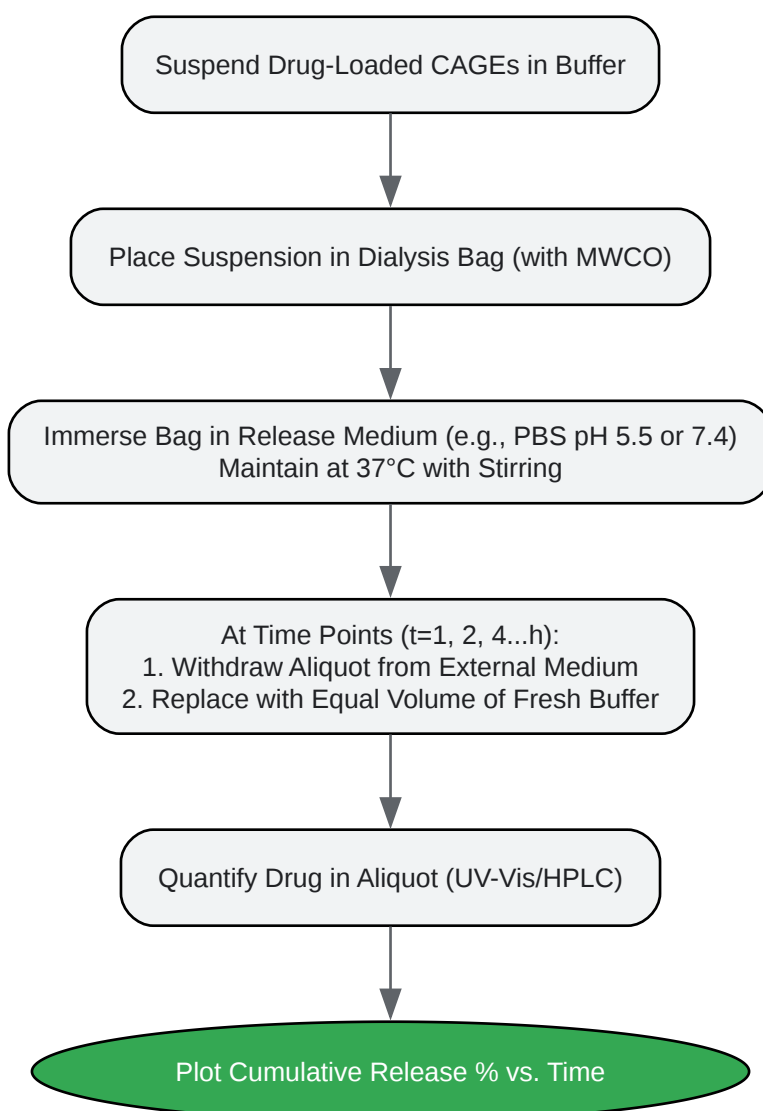 Suspend Drug-Loaded CAGEs in Buffer
Place Suspension in Dialysis Bag (with MWCO)
Immerse Bag in Release Medium (e.g., PBS pH 5.5 or 7.4)
Maintain at 37°C with Stirring
At Time Points (t=1, 2, 4...h):
1. Withdraw Aliquot from External Medium
2. Replace with Equal Volume of Fresh Buffer
Quantify Drug in Aliquot (UV-Vis/HPLC)
Plot Cumulative Release % vs. Time